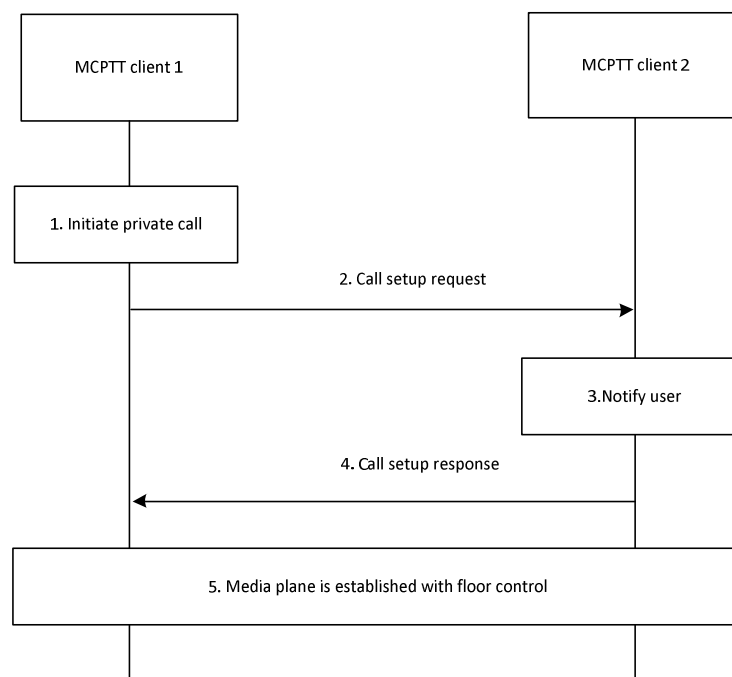 MCPTT client 1
MCPTT client 2
1. Initiate private call
2. Call setup request
3.Notify user
4. Call setup response
5. Media plane is established with floor control